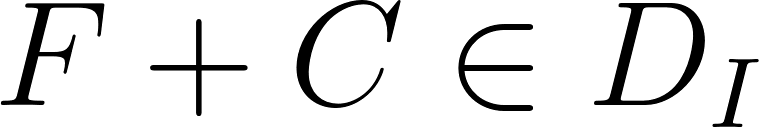 F + C ∈ D_I